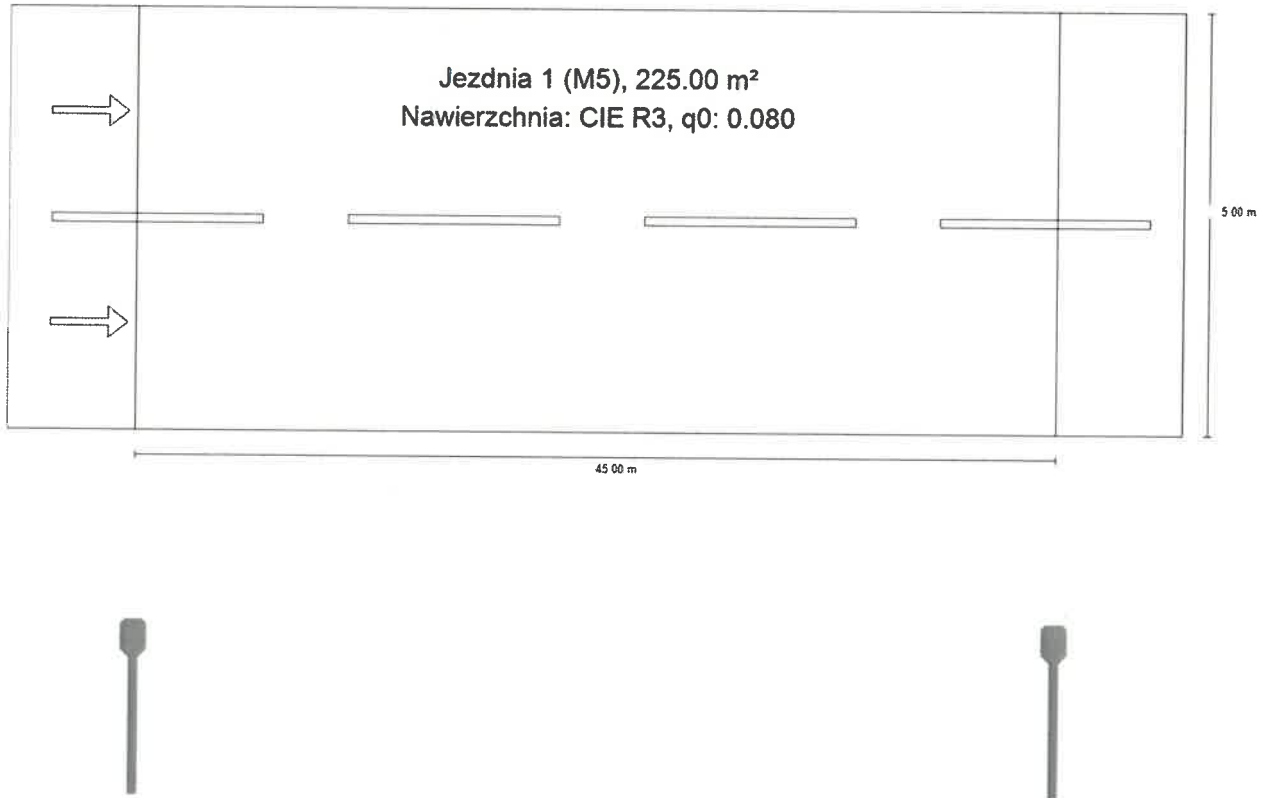 Jezdnia 1 (M5), 225.00 m²
Nawierzchnia: CIE R3, q0: 0.080
5 00 m
45 00 m